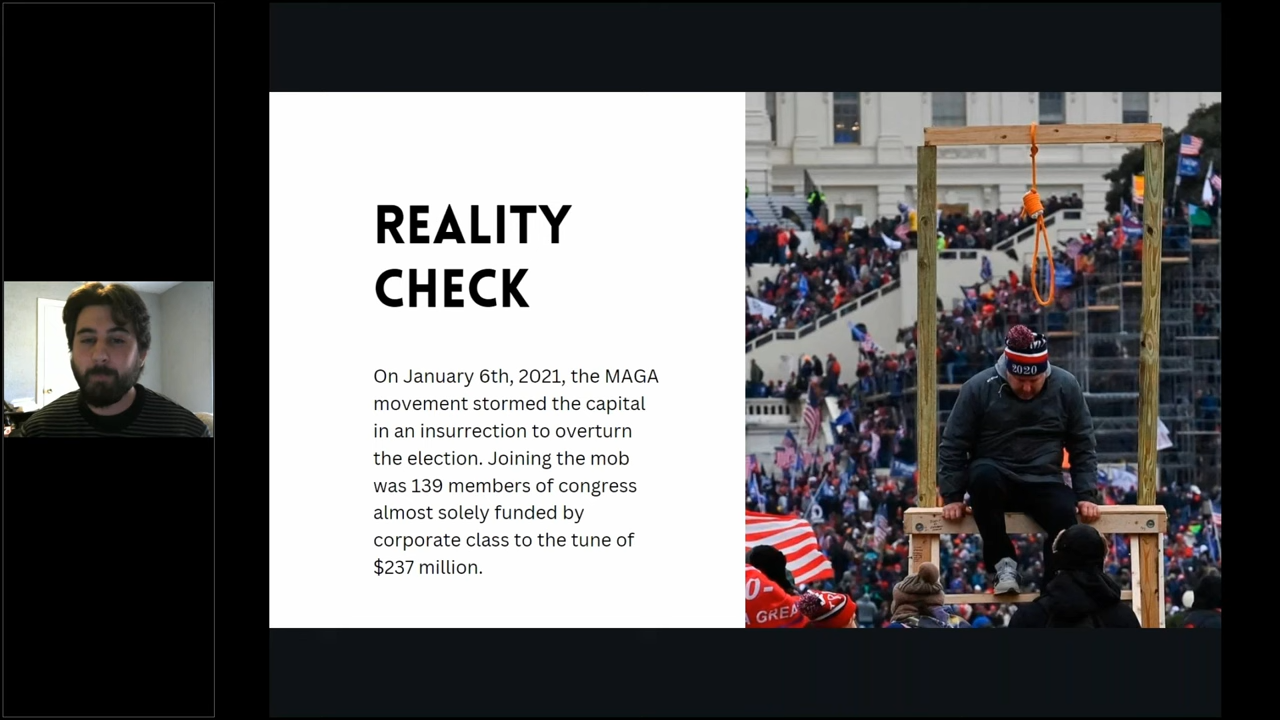 REALITY
CHECK
On January 6th, 2021, the MAGA
movement stormed the capital
in an insurrection to overturn
the election. Joining the mob
was 139 members of congress
almost solely funded by
corporate class to the tune of
$237 million.
2020
0-
A GREA